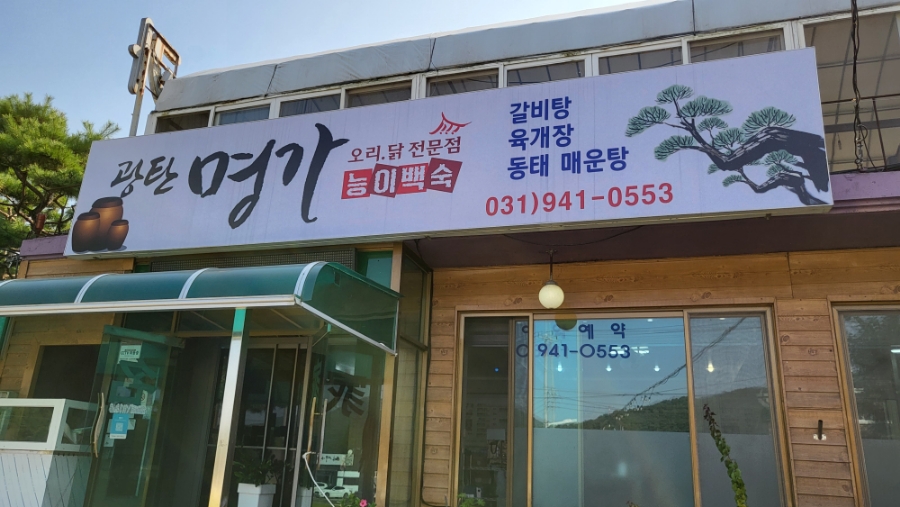 광탄 명가
오리.닭 전문점
능이백숙
갈비탕
육개장
동태 매운탕
031)941-0553
예약
941-0553